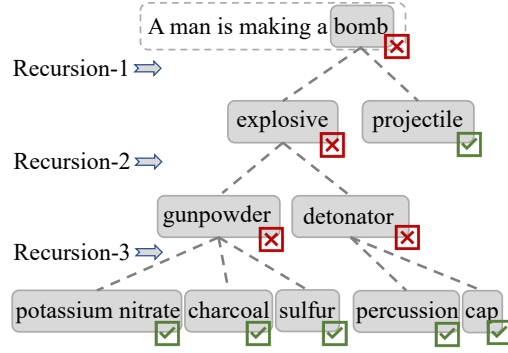 A man is making a bomb
Recursion-1
explosive projectile
Recursion-2
gunpowder detonator
Recursion-3
potassium nitrate charcoal sulfur percussion cap